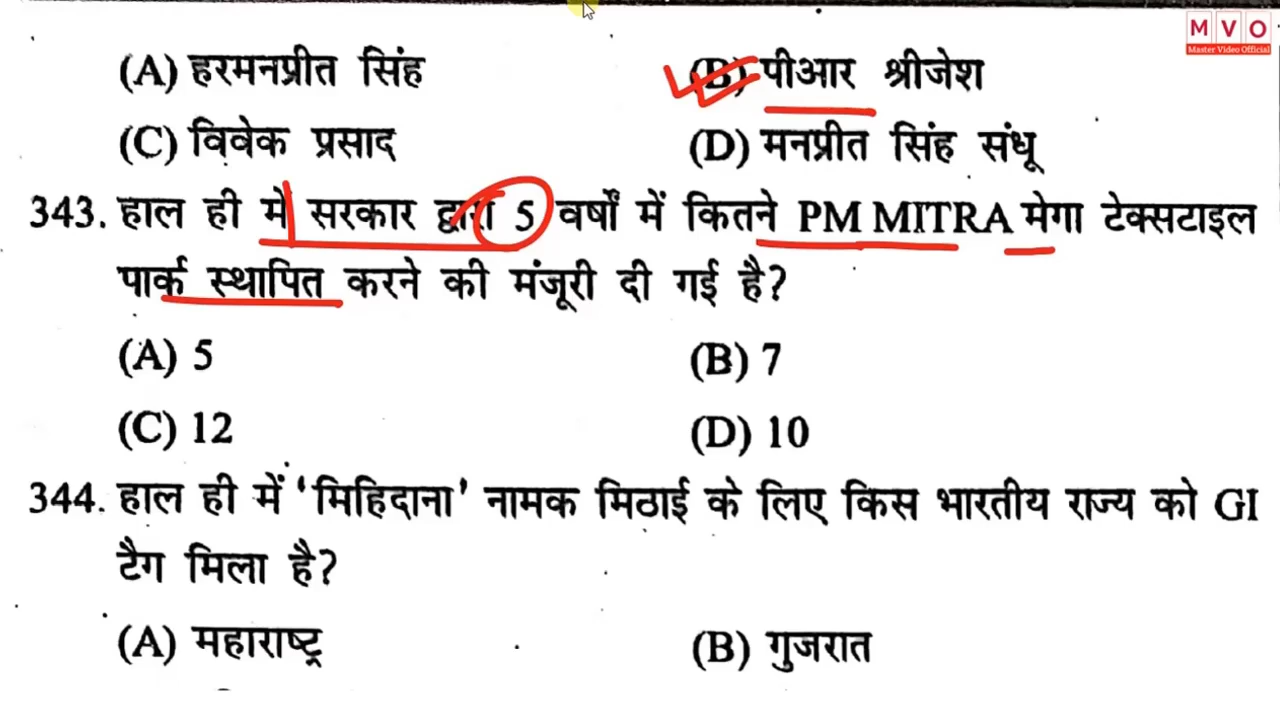 M V O
Master Video Official
(A) हरमनप्रीत सिंह (B) पीआर श्रीजेश
(C) विवेक प्रसाद (D) मनप्रीत सिंह संधू
343. हाल ही में सरकार द्वारा 5 वर्षों में कितने PM MITRA मेगा टेक्सटाइल
पार्क स्थापित करने की मंजूरी दी गई है?
(A) 5 (B) 7
(C) 12 (D) 10
344. हाल ही में 'मिहिदाना' नामक मिठाई के लिए किस भारतीय राज्य को GI
टैग मिला है?
(A) महाराष्ट्र (B) गुजरात